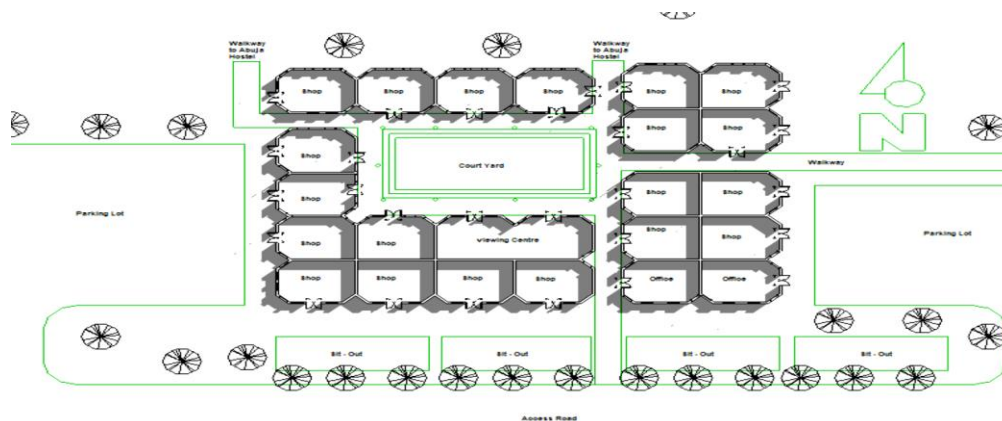 Walkway
to Abuja
Hostel
Walkway
to Abuja
Hostel
Shop
Shop
Shop
Shop
Shop
Shop
N
Shop
Shop
Shop
Court Yard
Walkway
Shop
Shop
Shop
Parking Lot
Shop
Shop
Parking Lot
Shop
Shop
Viewing Centre
Shop
Shop
Shop
Shop
Office
Office
Sit - Out
Sit - Out
Sit - Out
Sit - Out
Access Road